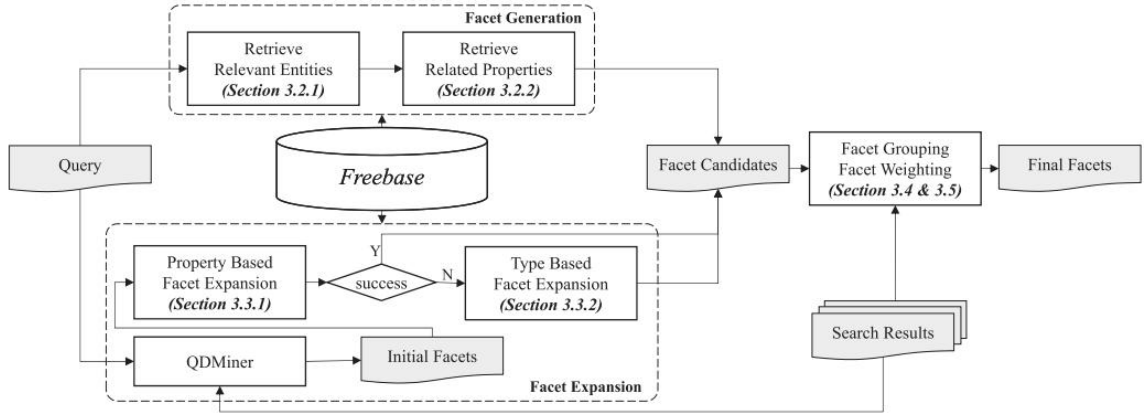 Facet Generation
Retrieve
Relevant Entities
(Section 3.2.1)
Retrieve
Related Properties
(Section 3.2.2)
Query
Freebase
Facet Candidates
Facet Grouping
Facet Weighting
(Section 3.4 & 3.5)
Final Facets
Property Based
Facet Expansion
(Section 3.3.1)
Y
success
N
Type Based
Facet Expansion
(Section 3.3.2)
Search Results
QDMiner
Initial Facets
Facet Expansion